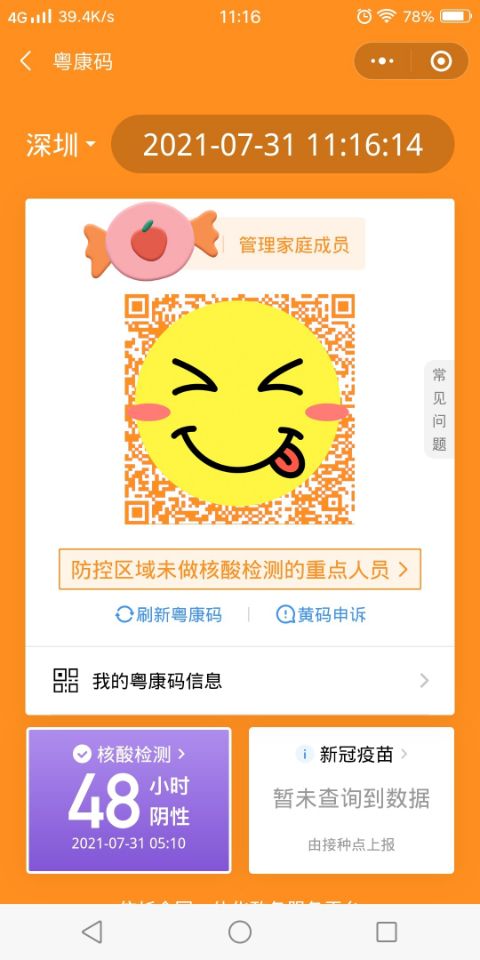 4G 39.4K/s 11:16 78%
粤康码
深圳 2021-07-31 11:16:14
管理家庭成员
常见问题
防控区域未做核酸检测的重点人员
刷新粤康码 黄码申诉
我的粤康码信息
核酸检测
48小时
阴性
2021-07-31 05:10
新冠疫苗
暂未查询到数据
由接种点上报